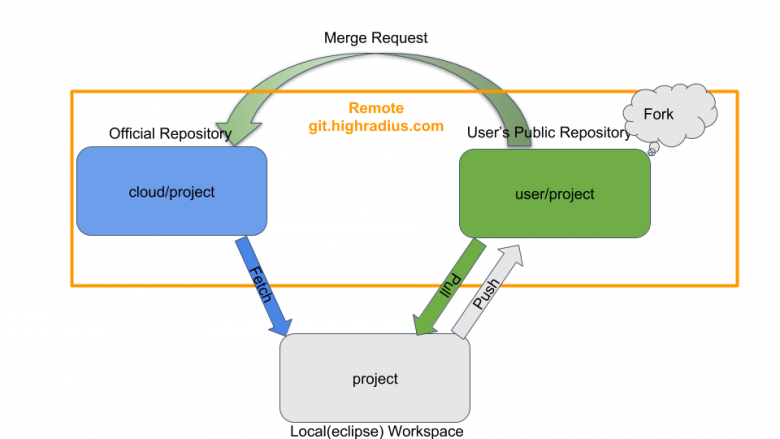 Merge Request
Remote
git.highradius.com
Fork
Official Repository
User's Public Repository
cloud/project
user/project
Fetch
Pull
Push
project
Local(eclipse) Workspace